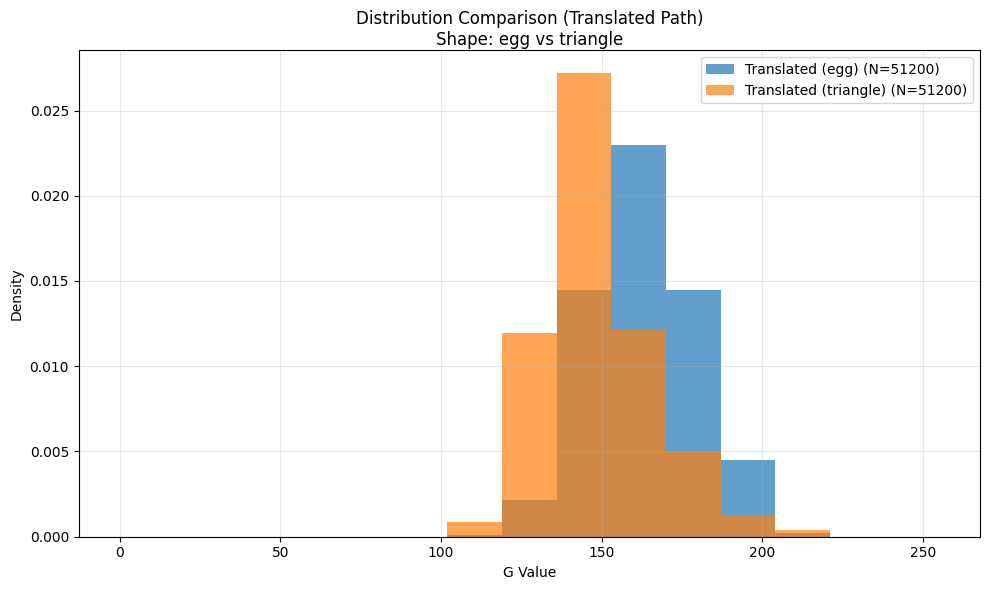 Distribution Comparison (Translated Path)
Shape: egg vs triangle
Translated (egg) (N=51200)
Translated (triangle) (N=51200)
Density
0.025
0.020
0.015
0.010
0.005
0.000
0 50 100 150 200 250
G Value